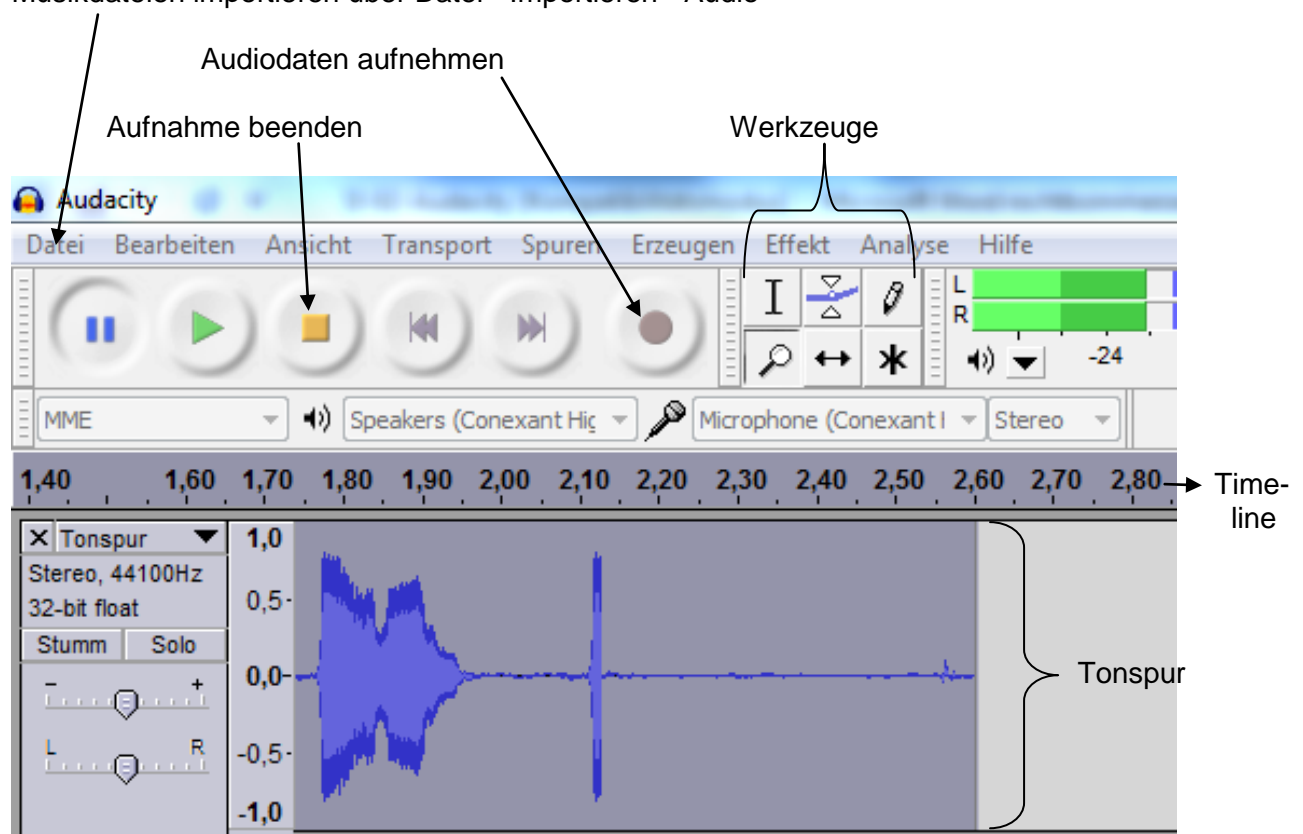 Musikdateien importieren über Datei - Importieren - Audio
Audiodaten aufnehmen
Aufnahme beenden
Werkzeuge
Audacity
Datei Bearbeiten Ansicht Transport Spuren Erzeugen Effekt Analyse Hilfe
L
R
-24
MME
Speakers (Conexant Hig
Microphone (Conexant
Stereo
1,40 1,60 1,70 1,80 1,90 2,00 2,10 2,20 2,30 2,40 2,50 2,60 2,70 2,80
Time-
line
X Tonspur
Stereo, 44100Hz
32-bit float
Stumm Solo
- +
L R
1,0
0,5
0,0
-0,5
-1,0
Tonspur